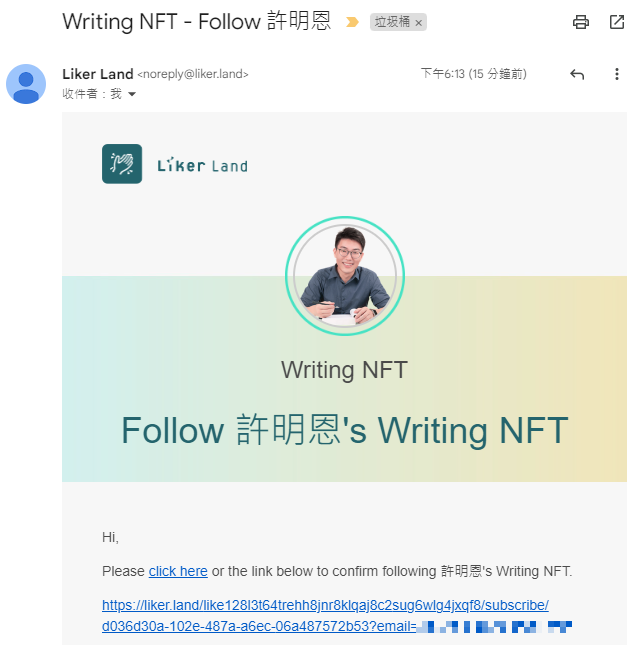 Writing NFT - Follow 許明恩 垃圾桶 ×
Liker Land <noreply@liker.land> 下午6:13 (15 分鐘前)
收件者：我
Liker Land
Writing NFT
Follow 許明恩's Writing NFT
Hi,
Please click here or the link below to confirm following 許明恩's Writing NFT.
https://liker.land/like128l3t64trehh8jnr8klqaj8c2sug6wlg4jxqf8/subscribe/
d036d30a-102e-487a-a6ec-06a487572b53?email=